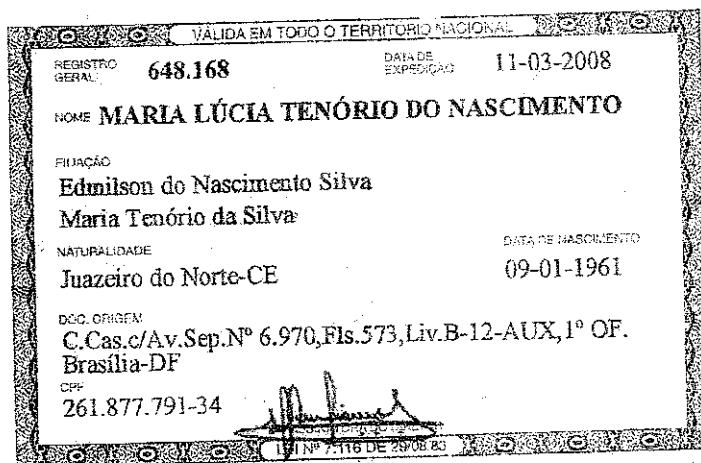 VÁLIDA EM TODO O TERRITÓRIO NACIONAL
REGISTRO GERAL 648.168 DATA DE EXPEDIÇÃO 11-03-2008
NOME MARIA LÚCIA TENÓRIO DO NASCIMENTO
FILIAÇÃO
Edmilson do Nascimento Silva
Maria Tenório da Silva
NATURALIDADE DATA DE NASCIMENTO
Juazeiro do Norte-CE 09-01-1961
DOC. ORIGEM
C.Cas.c/Av.Sep.Nº 6.970,Fls.573,Liv.B-12-AUX,1º OF.
Brasília-DF
CPF
261.877.791-34
LEI Nº 7.116 DE 29/08/83